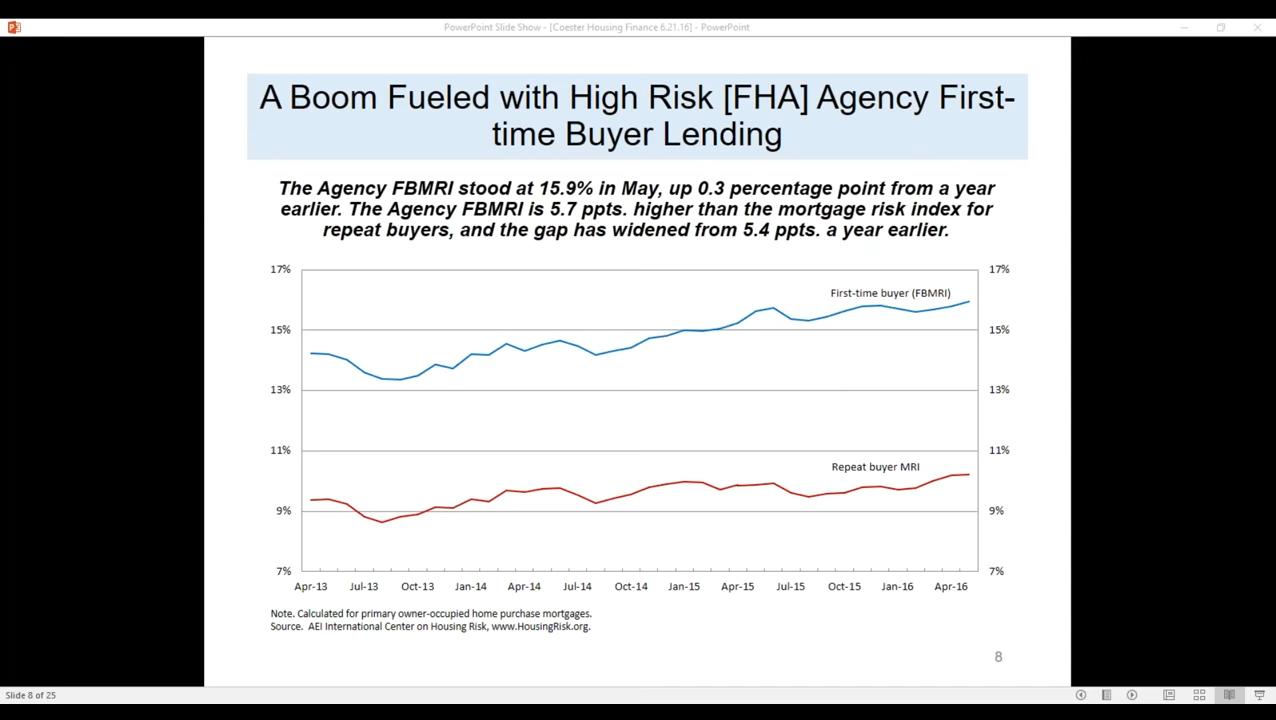 PowerPoint Slide Show - [Coester Housing Finance 6.21.16] - PowerPoint
A Boom Fueled with High Risk [FHA] Agency First-
time Buyer Lending
The Agency FBMRI stood at 15.9% in May, up 0.3 percentage point from a year
earlier. The Agency FBMRI is 5.7 ppts. higher than the mortgage risk index for
repeat buyers, and the gap has widened from 5.4 ppts. a year earlier.
17% 17%
First-time buyer (FBMRI)
15% 15%
13% 13%
11% 11%
Repeat buyer MRI
9% 9%
7% 7%
Apr-13 Jul-13 Oct-13 Jan-14 Apr-14 Jul-14 Oct-14 Jan-15 Apr-15 Jul-15 Oct-15 Jan-16 Apr-16
Note. Calculated for primary owner-occupied home purchase mortgages.
Source. AEI International Center on Housing Risk, www.HousingRisk.org.
8
Slide 8 of 25